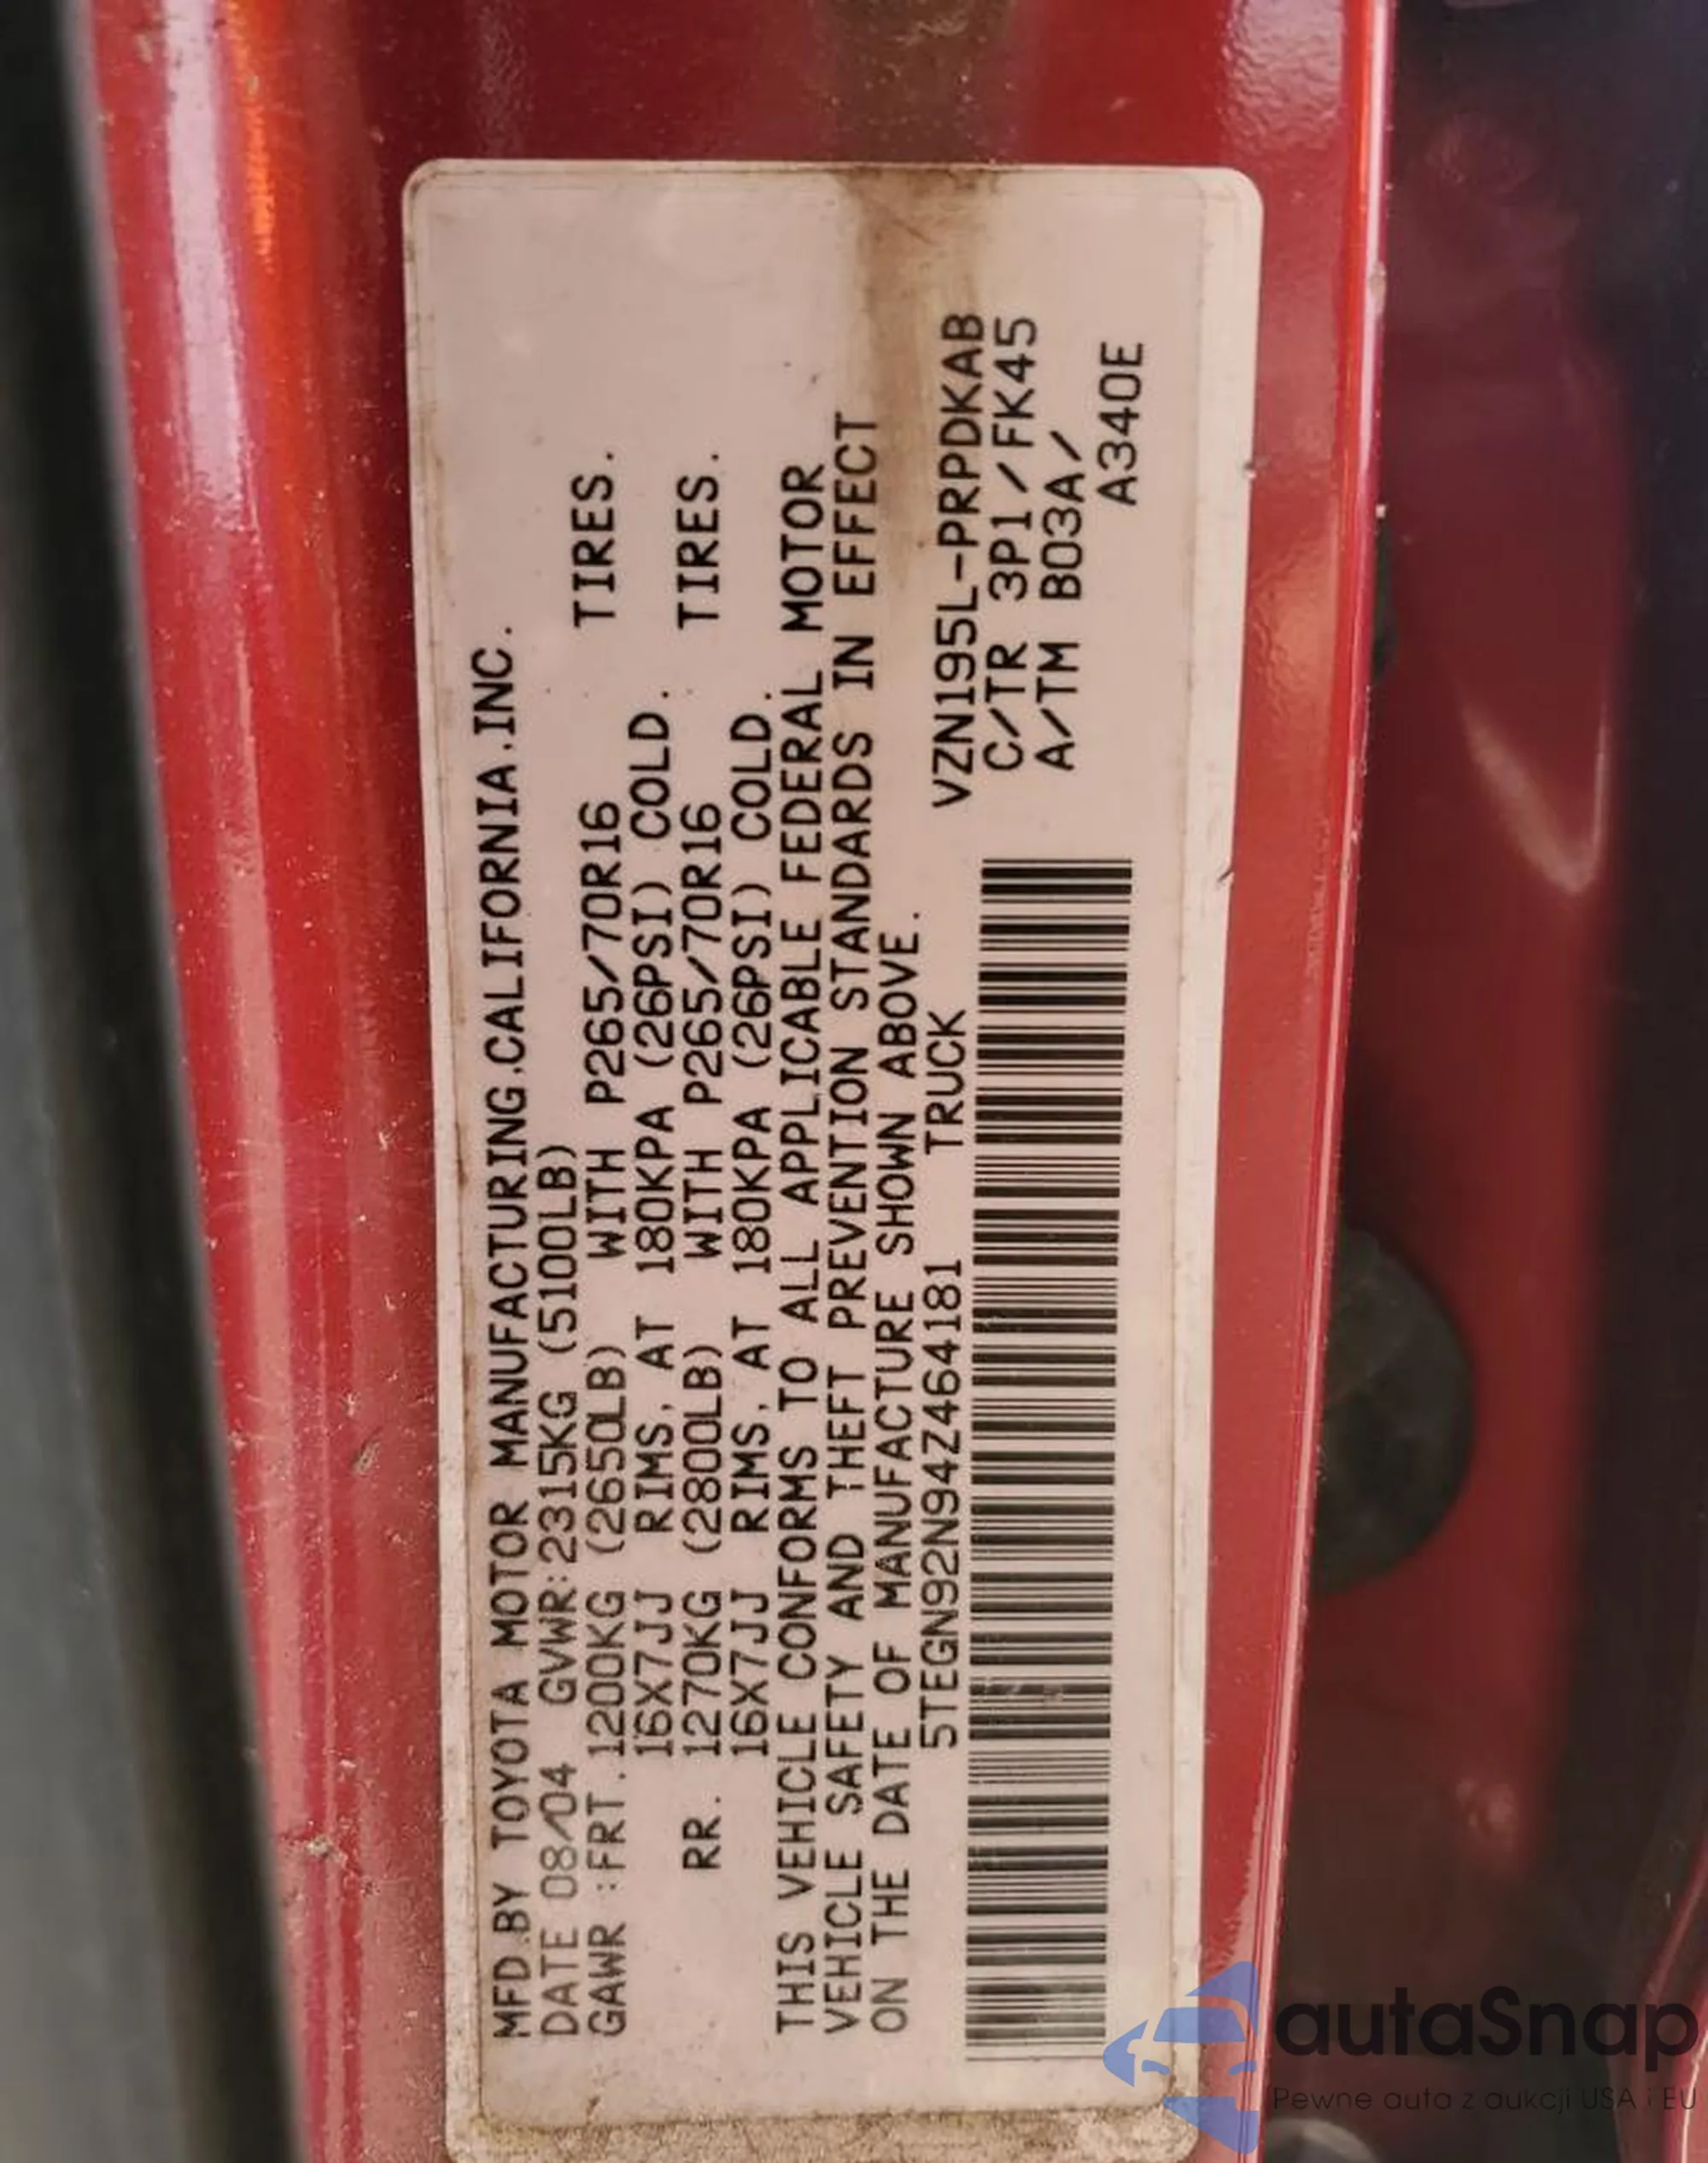 MFD.BY TOYOTA MOTOR MANUFACTURING.CALIFORNIA.INC.
DATE 08/04 GVWR:2315KG (5100LB)
GAWR :FRT.1200KG (2650LB) WITH P265/70R16 TIRES.
16X7JJ RIMS, AT 180KPA (26PSI) COLD.
RR. 1270KG (2800LB) WITH P265/70R16 TIRES.
16X7JJ RIMS, AT 180KPA (26PSI) COLD.
THIS VEHICLE CONFORMS TO ALL APPLICABLE FEDERAL MOTOR
VEHICLE SAFETY AND THEFT PREVENTION STANDARDS IN EFFECT
ON THE DATE OF MANUFACTURE SHOWN ABOVE.
5TEGN92N94Z464181 TRUCK
VZN195L-PRPDKAB
C/TR 3P1/FK45
A/TM B03A/
A340E
autaSnap
Pewne auta z aukcji USA i EU